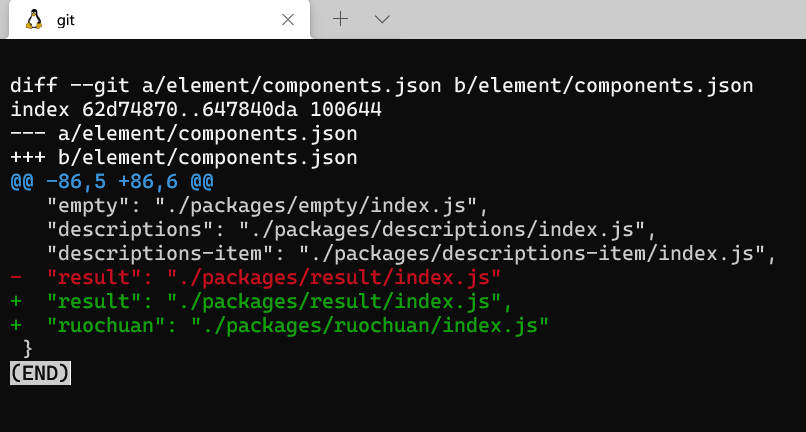 git
diff --git a/element/components.json b/element/components.json
index 62d74870..647840da 100644
--- a/element/components.json
+++ b/element/components.json
@@ -86,5 +86,6 @@
   "empty": "./packages/empty/index.js",
   "descriptions": "./packages/descriptions/index.js",
   "descriptions-item": "./packages/descriptions-item/index.js",
-  "result": "./packages/result/index.js"
+  "result": "./packages/result/index.js",
+  "ruochuan": "./packages/ruochuan/index.js"
 }
(END)